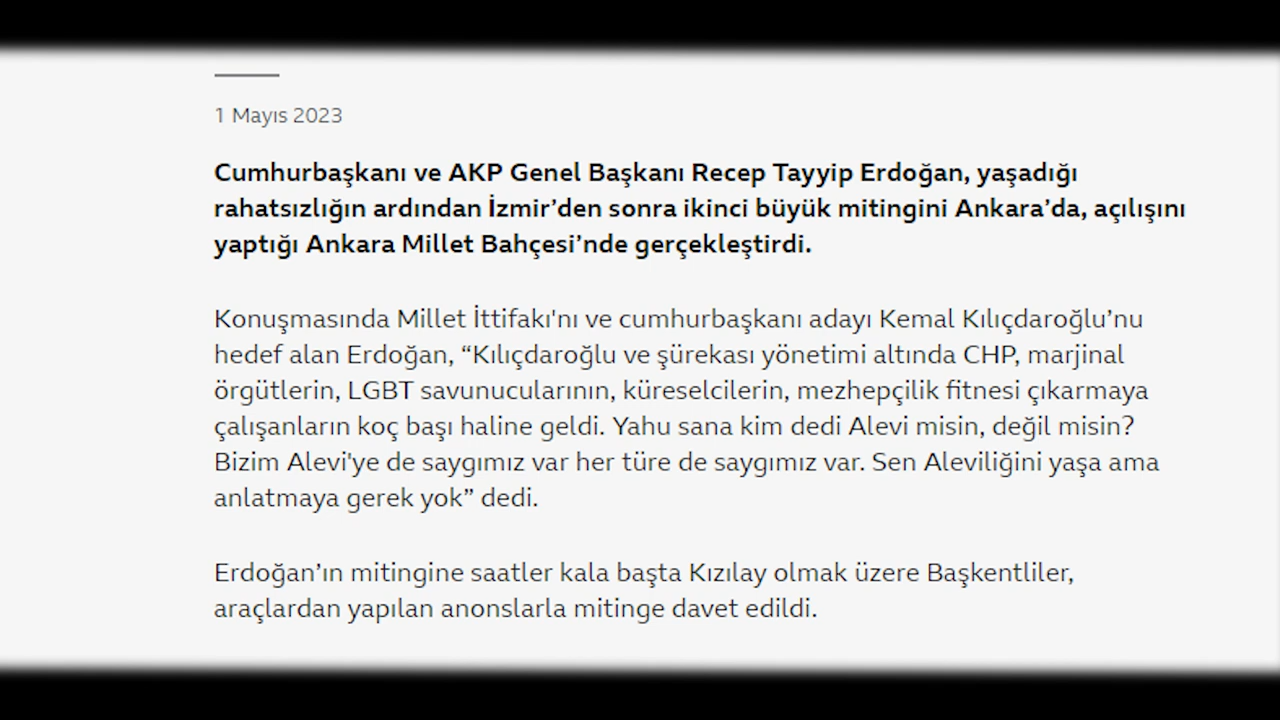 1 Mayıs 2023
Cumhurbaşkanı ve AKP Genel Başkanı Recep Tayyip Erdoğan, yaşadığı
rahatsızlığın ardından İzmir’den sonra ikinci büyük mitingini Ankara’da, açılışını
yaptığı Ankara Millet Bahçesi’nde gerçekleştirdi.
Konuşmasında Millet İttifakı'nı ve cumhurbaşkanı adayı Kemal Kılıçdaroğlu’nu
hedef alan Erdoğan, “Kılıçdaroğlu ve şürekası yönetimi altında CHP, marjinal
örgütlerin, LGBT savunucularının, küreselcilerin, mezhepçilik fitnesi çıkarmaya
çalışanların koç başı haline geldi. Yahu sana kim dedi Alevi misin, değil misin?
Bizim Alevi'ye de saygımız var her türe de saygımız var. Sen Aleviliğini yaşa ama
anlatmaya gerek yok” dedi.
Erdoğan’ın mitingine saatler kala başta Kızılay olmak üzere Başkentliler,
araçlardan yapılan anonslarla mitinge davet edildi.